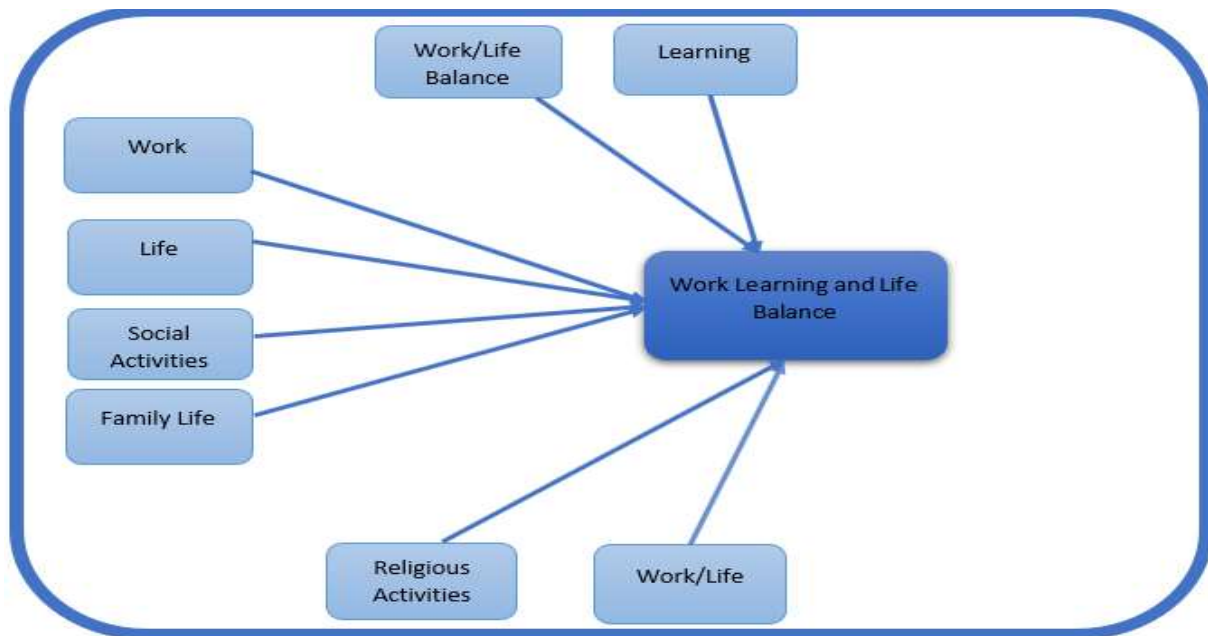 Work/Life
Balance
Learning
Work
Life
Social
Activities
Family Life
Work Learning and Life
Balance
Religious
Activities
Work/Life